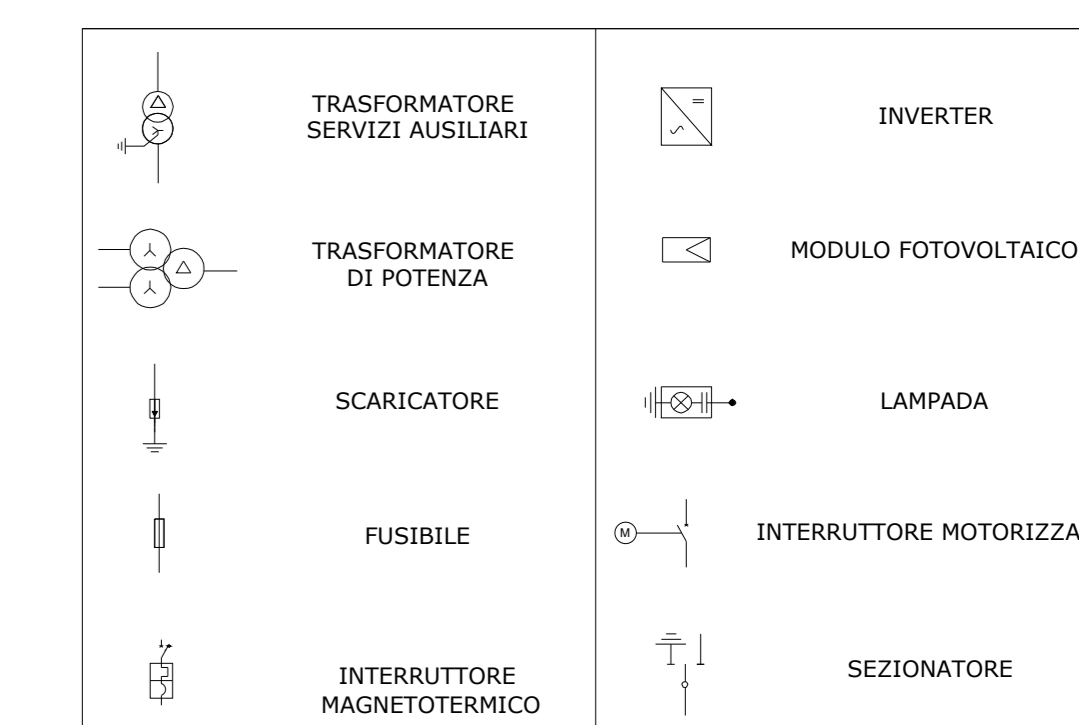 TRASFORMATORE
SERVIZI AUSILIARI
TRASFORMATORE
DI POTENZA
SCARICATORE
FUSIBILE
INTERRUTTORE
MAGNETOTERMICO
INVERTER
MODULO FOTOVOLTAICO
LAMPADA
M
INTERRUTTORE MOTORIZZA
SEZIONATORE